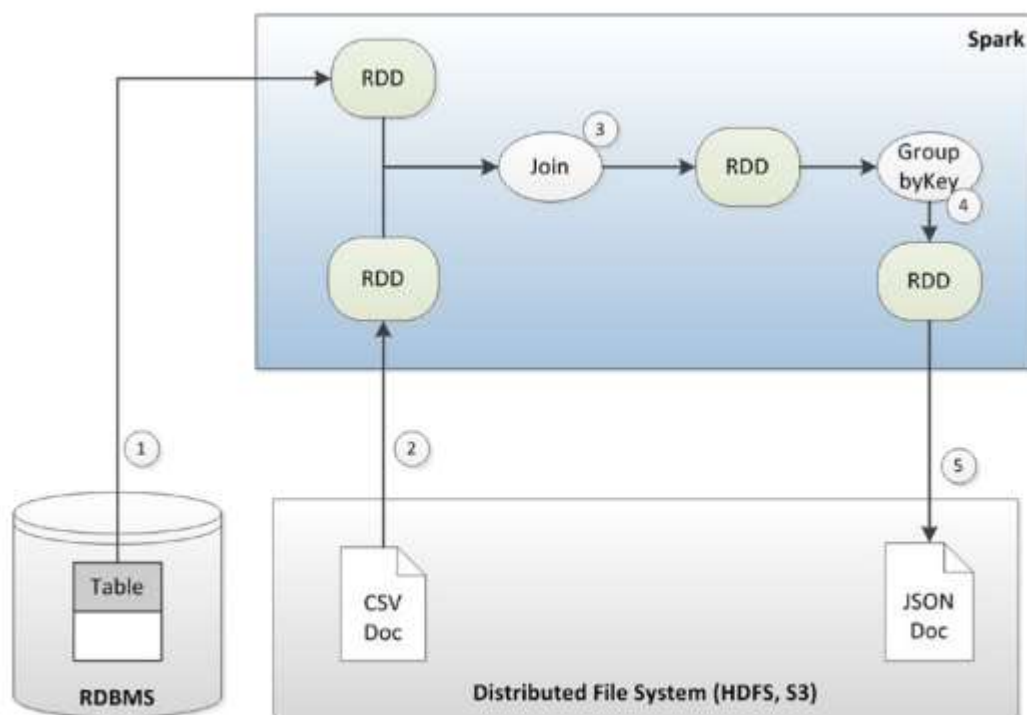 Spark
RDD
3
Join
RDD
Group
byKey
4
RDD
RDD
1
2
5
Table
RDBMS
CSV
Doc
JSON
Doc
Distributed File System (HDFS, S3)